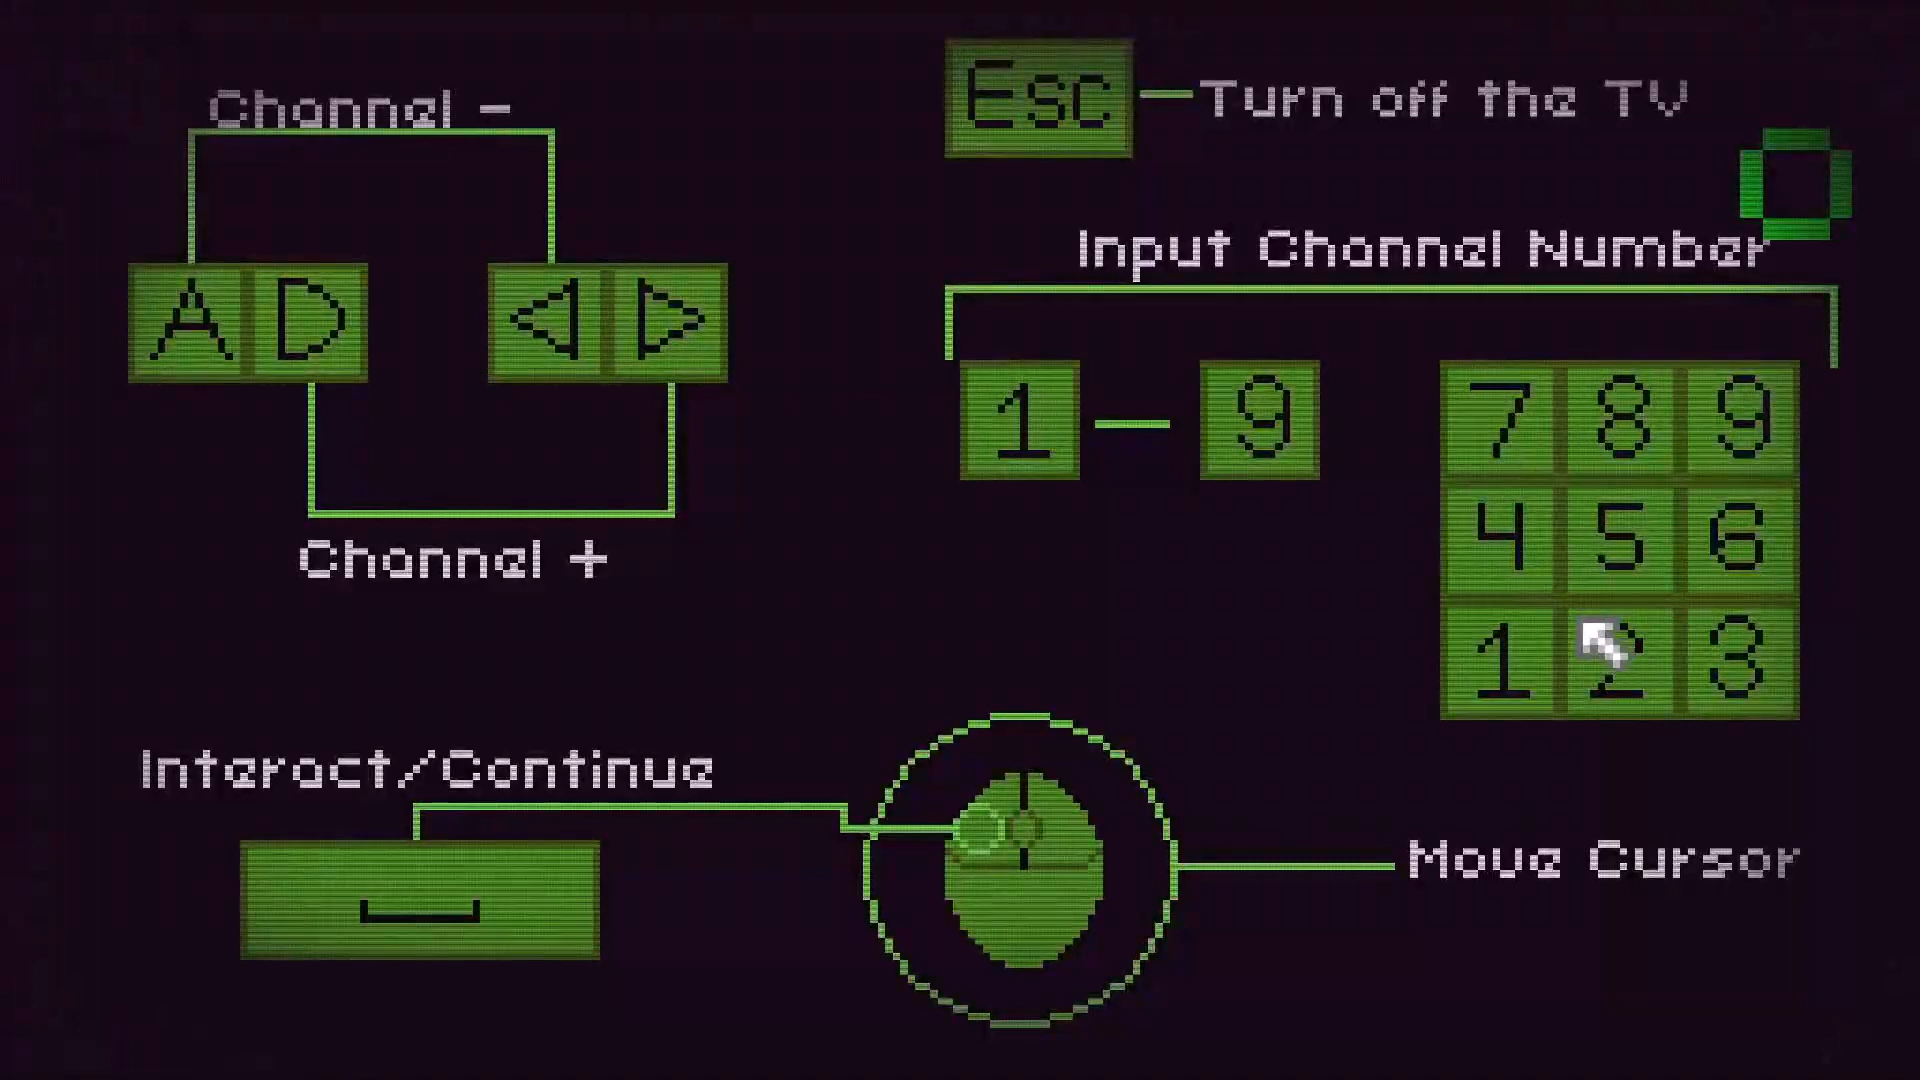 Channel -
Esc
Turn off the TV
Input Channel Number
A D
1
9
7 8 9
4 5 6
1 2 3
Channel +
Interact/Continue
Move Cursor